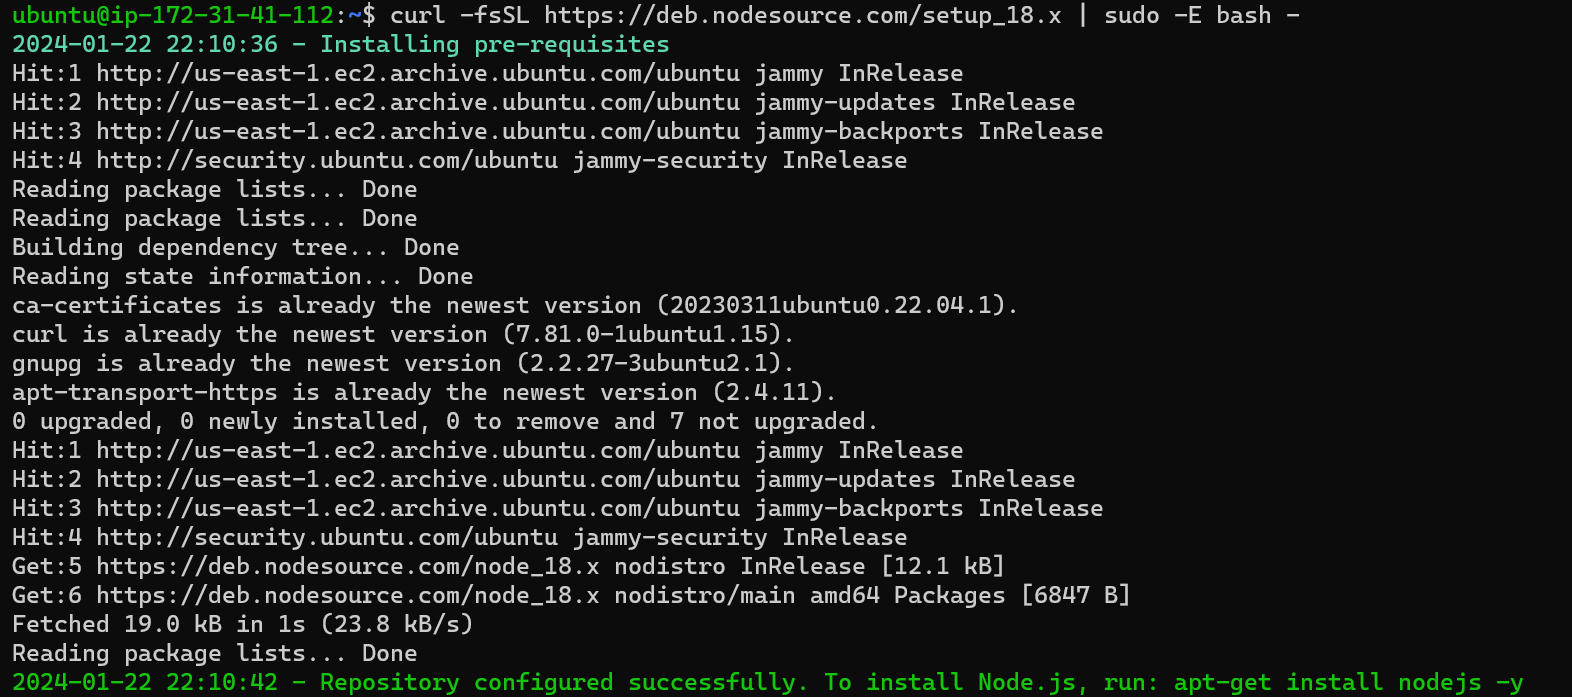 ubuntu@ip-172-31-41-112:~$ curl -fsSL https://deb.nodesource.com/setup_18.x | sudo -E bash -
2024-01-22 22:10:36 - Installing pre-requisites
Hit:1 http://us-east-1.ec2.archive.ubuntu.com/ubuntu jammy InRelease
Hit:2 http://us-east-1.ec2.archive.ubuntu.com/ubuntu jammy-updates InRelease
Hit:3 http://us-east-1.ec2.archive.ubuntu.com/ubuntu jammy-backports InRelease
Hit:4 http://security.ubuntu.com/ubuntu jammy-security InRelease
Reading package lists... Done
Reading package lists... Done
Building dependency tree... Done
Reading state information... Done
ca-certificates is already the newest version (20230311ubuntu0.22.04.1).
curl is already the newest version (7.81.0-1ubuntu1.15).
gnupg is already the newest version (2.2.27-3ubuntu2.1).
apt-transport-https is already the newest version (2.4.11).
0 upgraded, 0 newly installed, 0 to remove and 7 not upgraded.
Hit:1 http://us-east-1.ec2.archive.ubuntu.com/ubuntu jammy InRelease
Hit:2 http://us-east-1.ec2.archive.ubuntu.com/ubuntu jammy-updates InRelease
Hit:3 http://us-east-1.ec2.archive.ubuntu.com/ubuntu jammy-backports InRelease
Hit:4 http://security.ubuntu.com/ubuntu jammy-security InRelease
Get:5 https://deb.nodesource.com/node_18.x nodistro InRelease [12.1 kB]
Get:6 https://deb.nodesource.com/node_18.x nodistro/main amd64 Packages [6847 B]
Fetched 19.0 kB in 1s (23.8 kB/s)
Reading package lists... Done
2024-01-22 22:10:42 - Repository configured successfully. To install Node.js, run: apt-get install nodejs -y